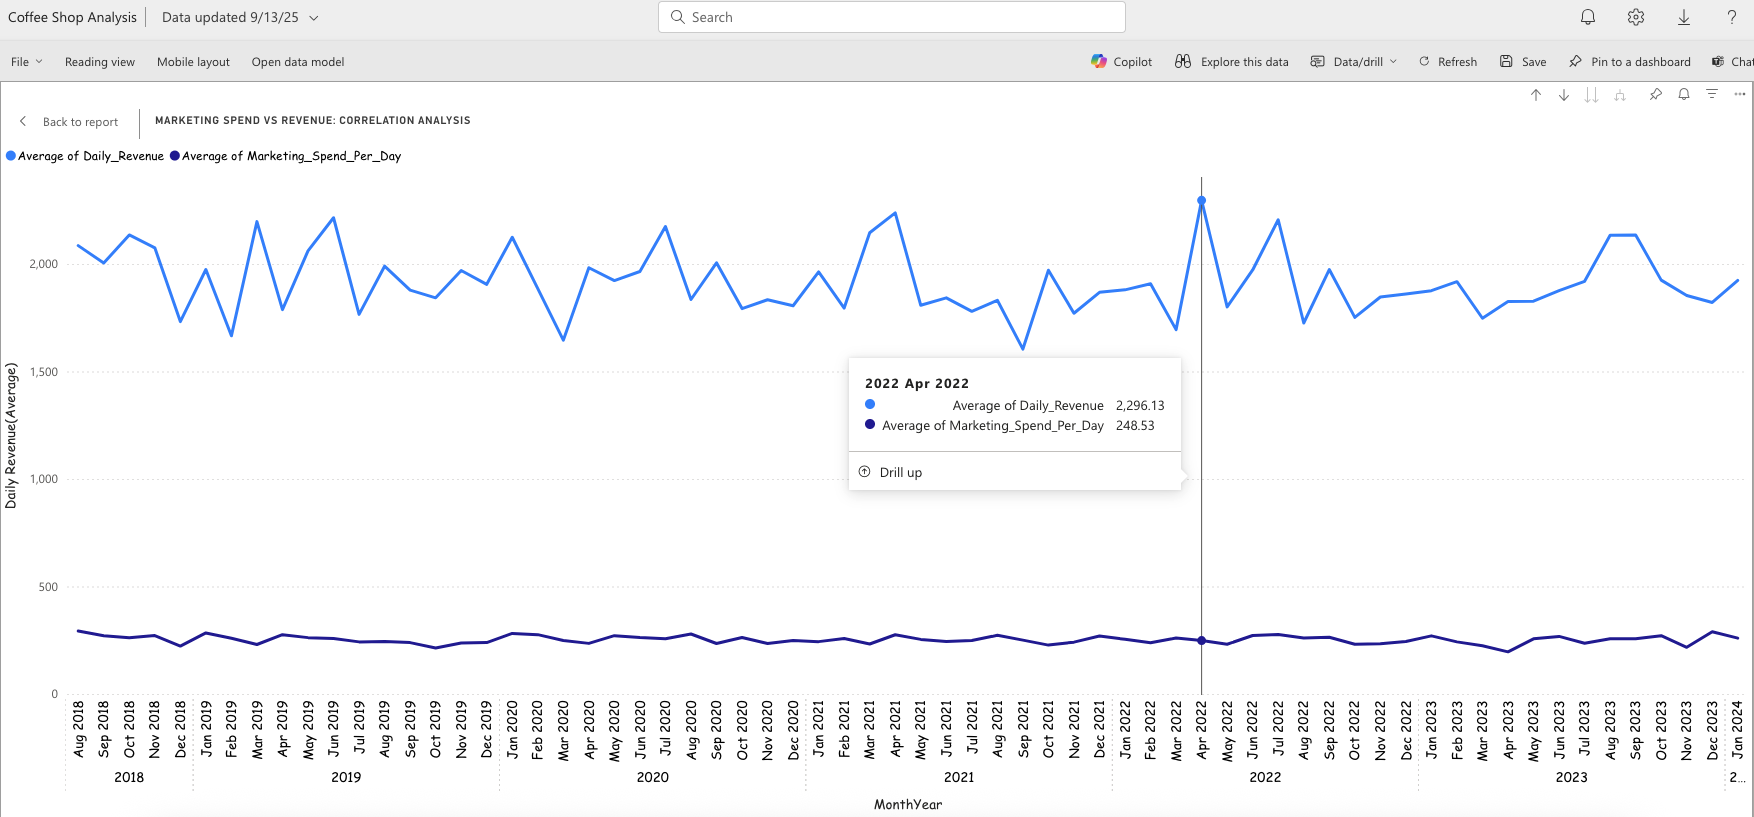 Coffee Shop Analysis
Data updated 9/13/25
Search
File
Reading view
Mobile layout
Open data model
Copilot
Explore this data
Data/drill
Refresh
Save
Pin to a dashboard
Chat
Back to report
MARKETING SPEND VS REVENUE: CORRELATION ANALYSIS
Average of Daily_Revenue
Average of Marketing_Spend_Per_Day
Daily Revenue(Average)
2,000
1,500
1,000
500
0
2022 Apr 2022
Average of Daily_Revenue 2,296.13
Average of Marketing_Spend_Per_Day 248.53
Drill up
Aug 2018
Sep 2018
Oct 2018
Nov 2018
Dec 2018
Jan 2019
Feb 2019
Mar 2019
Apr 2019
May 2019
Jun 2019
Jul 2019
Aug 2019
Sep 2019
Oct 2019
Nov 2019
Dec 2019
Jan 2020
Feb 2020
Mar 2020
Apr 2020
May 2020
Jun 2020
Jul 2020
Aug 2020
Sep 2020
Oct 2020
Nov 2020
Dec 2020
Jan 2021
Feb 2021
Mar 2021
Apr 2021
May 2021
Jun 2021
Jul 2021
Aug 2021
Sep 2021
Oct 2021
Nov 2021
Dec 2021
Jan 2022
Feb 2022
Mar 2022
Apr 2022
May 2022
Jun 2022
Jul 2022
Aug 2022
Sep 2022
Oct 2022
Nov 2022
Dec 2022
Jan 2023
Feb 2023
Mar 2023
Apr 2023
May 2023
Jun 2023
Jul 2023
Aug 2023
Sep 2023
Oct 2023
Nov 2023
Dec 2023
Jan 2024
2018
2019
2020
2021
2022
2023
2...
MonthYear